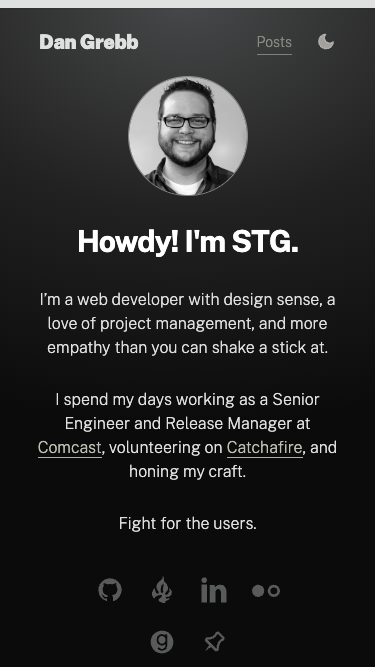 Dan Grebb
Posts
Howdy! I'm STG.
I’m a web developer with design sense, a
love of project management, and more
empathy than you can shake a stick at.
I spend my days working as a Senior
Engineer and Release Manager at
Comcast, volunteering on Catchafire, and
honing my craft.
Fight for the users.
in
g